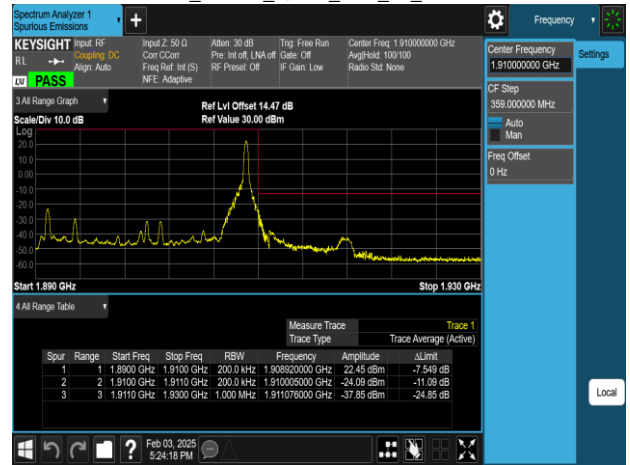 Spectrum Analyzer 1
Spurious Emissions
Frequency
KEYSIGHT Input: RF Input Z: 50 Ω Atten: 30 dB Trig: Free Run Center Freq: 1.910000000 GHz
RL Coupling: DC Corr CCorr Pre: Int off, LNA off Gate: Off Avg|Hold: 100/100
Align: Auto Freq Ref: Int (S) RF Presel: Off IF Gain: Low Radio Std: None
NFE: Adaptive
LXI PASS
Center Frequency
1.910000000 GHz
Settings
CF Step
359.000000 MHz
Auto
Man
Freq Offset
0 Hz
3 All Range Graph
Ref Lvl Offset 14.47 dB
Scale/Div 10.0 dB Ref Value 30.00 dBm
Log
20.0
10.0
0.00
-10.0
-20.0
-30.0
-40.0
-50.0
-60.0
Start 1.890 GHz Stop 1.930 GHz
4 All Range Table
Measure Trace Trace 1
Trace Type Trace Average (Active)
Spur Range Start Freq Stop Freq RBW Frequency Amplitude ΔLimit
1 1 1.8900 GHz 1.9100 GHz 200.0 kHz 1.908920000 GHz 22.45 dBm -7.549 dB
2 2 1.9100 GHz 1.9110 GHz 200.0 kHz 1.910005000 GHz -24.09 dBm -11.09 dB
3 3 1.9110 GHz 1.9300 GHz 1.000 MHz 1.911076000 GHz -37.85 dBm -24.85 dB
Local
Feb 03, 2025
5:24:18 PM